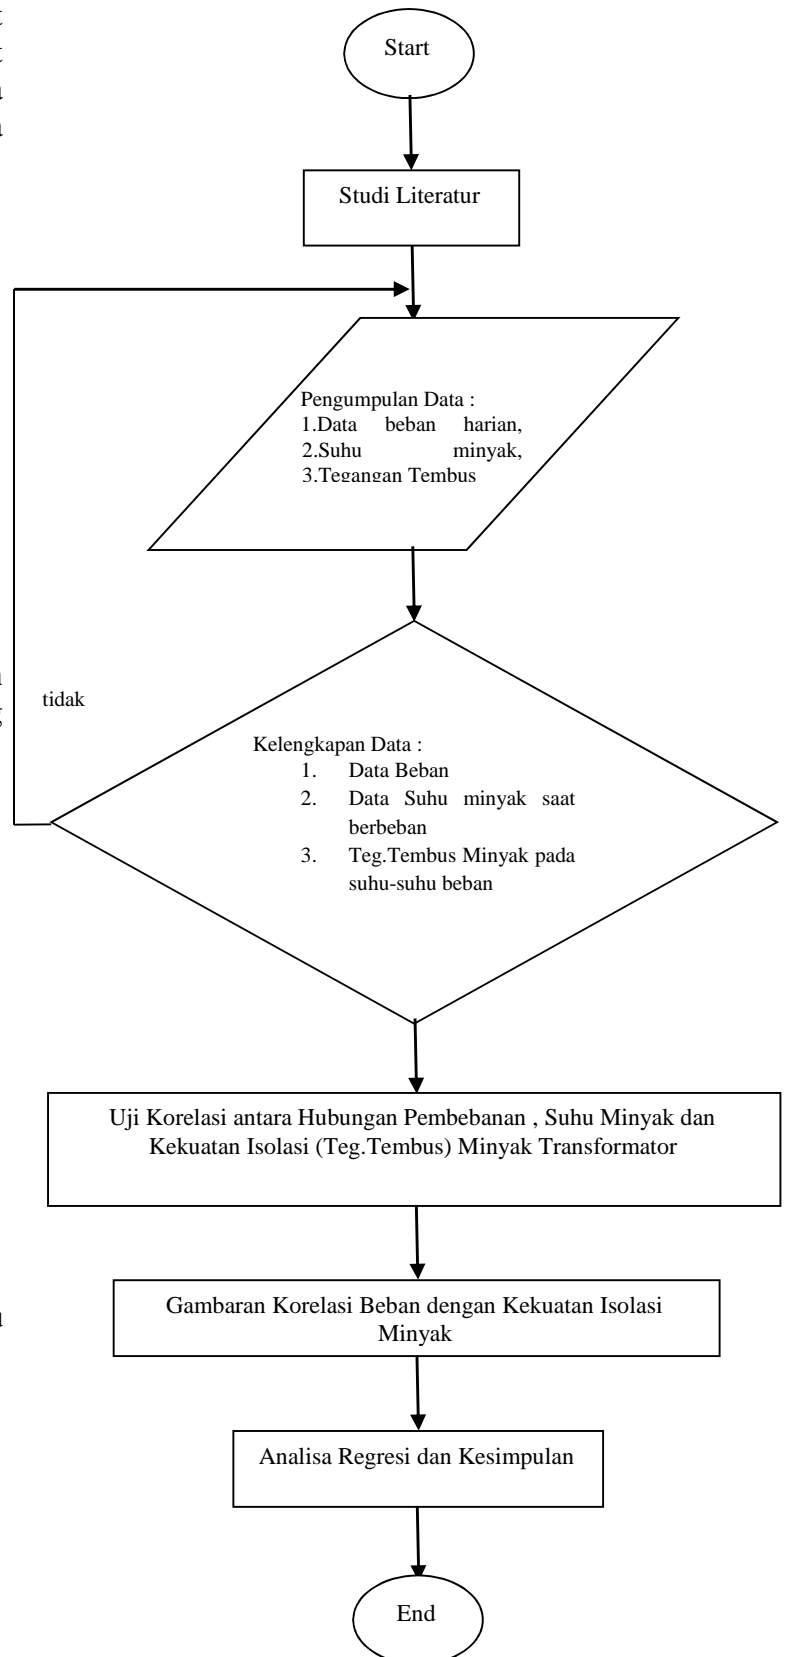 Start
Studi Literatur
Pengumpulan Data :
1.Data beban harian,
2.Suhu minyak,
3.Tegangan Tembus
tidak
Kelengkapan Data :
1. Data Beban
2. Data Suhu minyak saat
berbeban
3. Teg.Tembus Minyak pada
suhu-suhu beban
Uji Korelasi antara Hubungan Pembebanan , Suhu Minyak dan
Kekuatan Isolasi (Teg.Tembus) Minyak Transformator
Gambaran Korelasi Beban dengan Kekuatan Isolasi
Minyak
Analisa Regresi dan Kesimpulan
End